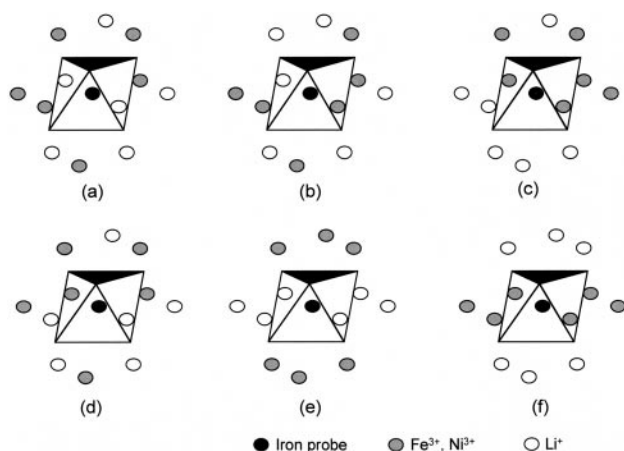 (a) (b) (c)
(d) (e) (f)
Iron probe Fe³⁺, Ni³⁺ Li⁺